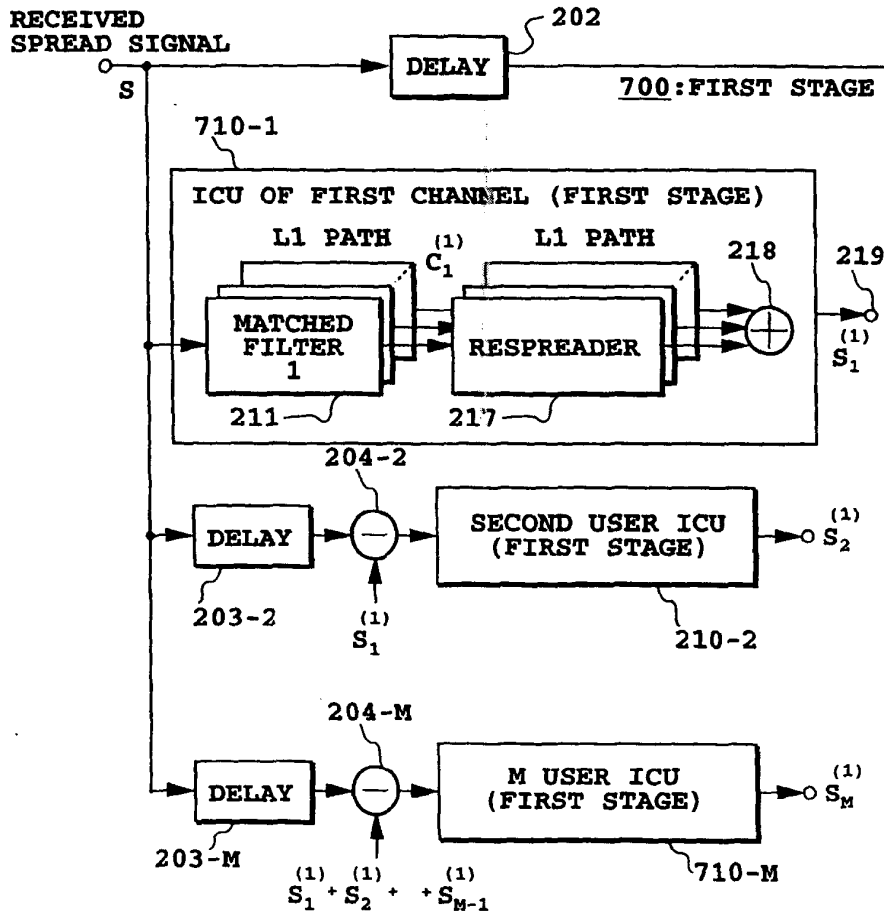 RECEIVED
SPREAD SIGNAL
S
DELAY
202
700:FIRST STAGE
710-1
ICU OF FIRST CHANNEL (FIRST STAGE)
L1 PATH
C₁⁽¹⁾
L1 PATH
218
219
MATCHED
FILTER
1
RESPREADER
S₁⁽¹⁾
211
217
204-2
DELAY
SECOND USER ICU
(FIRST STAGE)
S₂⁽¹⁾
203-2
S₁⁽¹⁾
210-2
204-M
DELAY
M USER ICU
(FIRST STAGE)
S_M⁽¹⁾
203-M
710-M
S₁⁽¹⁾ + S₂⁽¹⁾ + + S_{M-1}⁽¹⁾